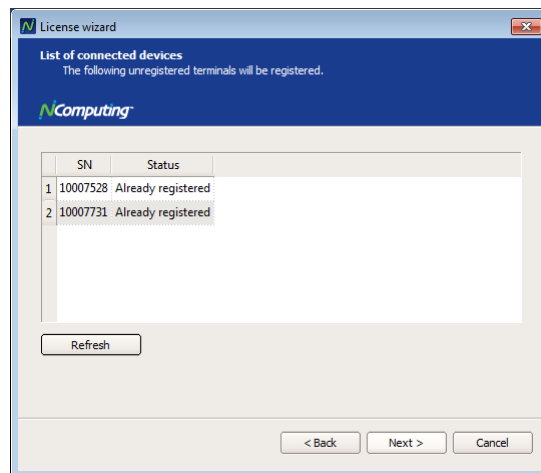 License wizard
List of connected devices
The following unregistered terminals will be registered.
NComputing
SN Status
1 10007528 Already registered
2 10007731 Already registered
Refresh
< Back Next > Cancel